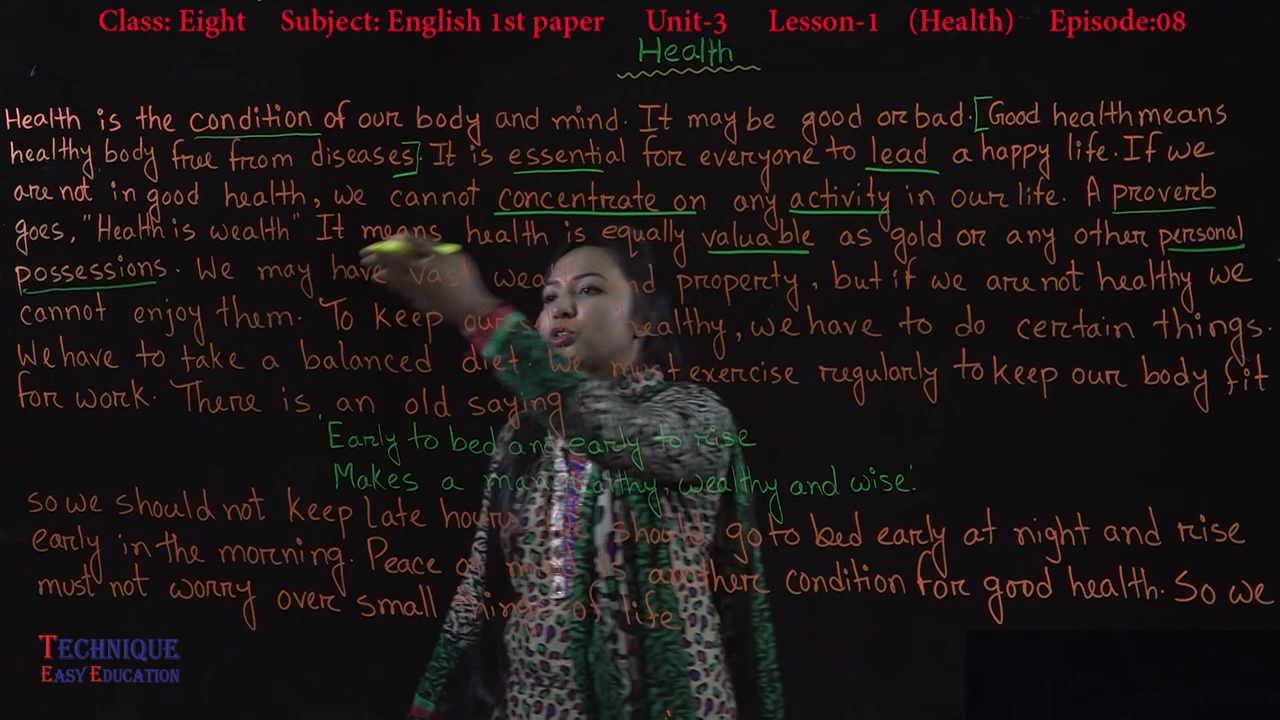 Class: Eight Subject: English 1st paper Unit-3 Lesson-1 (Health) Episode:08
Health
Health is the condition of our body and mind. It may be good or bad. [Good health means
healthy body free from diseases]. It is essential for everyone to lead a happy life. If we
are not in good health, we cannot concentrate on any activity in our life. A proverb
goes, "Health is wealth" It means health is equally valuable as gold or any other personal
possessions. We may have vast property, but if we are not healthy we
cannot enjoy them. To keep healthy, we have to do certain things.
We have to take a balanced diet. We must exercise regularly to keep our body fit
for work. There is an old saying
'Early to bed and early to rise
Makes a man healthy, wealthy and wise.'
so we should not keep late hours. should go to bed early at night and rise
early in the morning. Peace another condition for good health. So we
must not worry over small things of life
TECHNIQUE
EASY EDUCATION